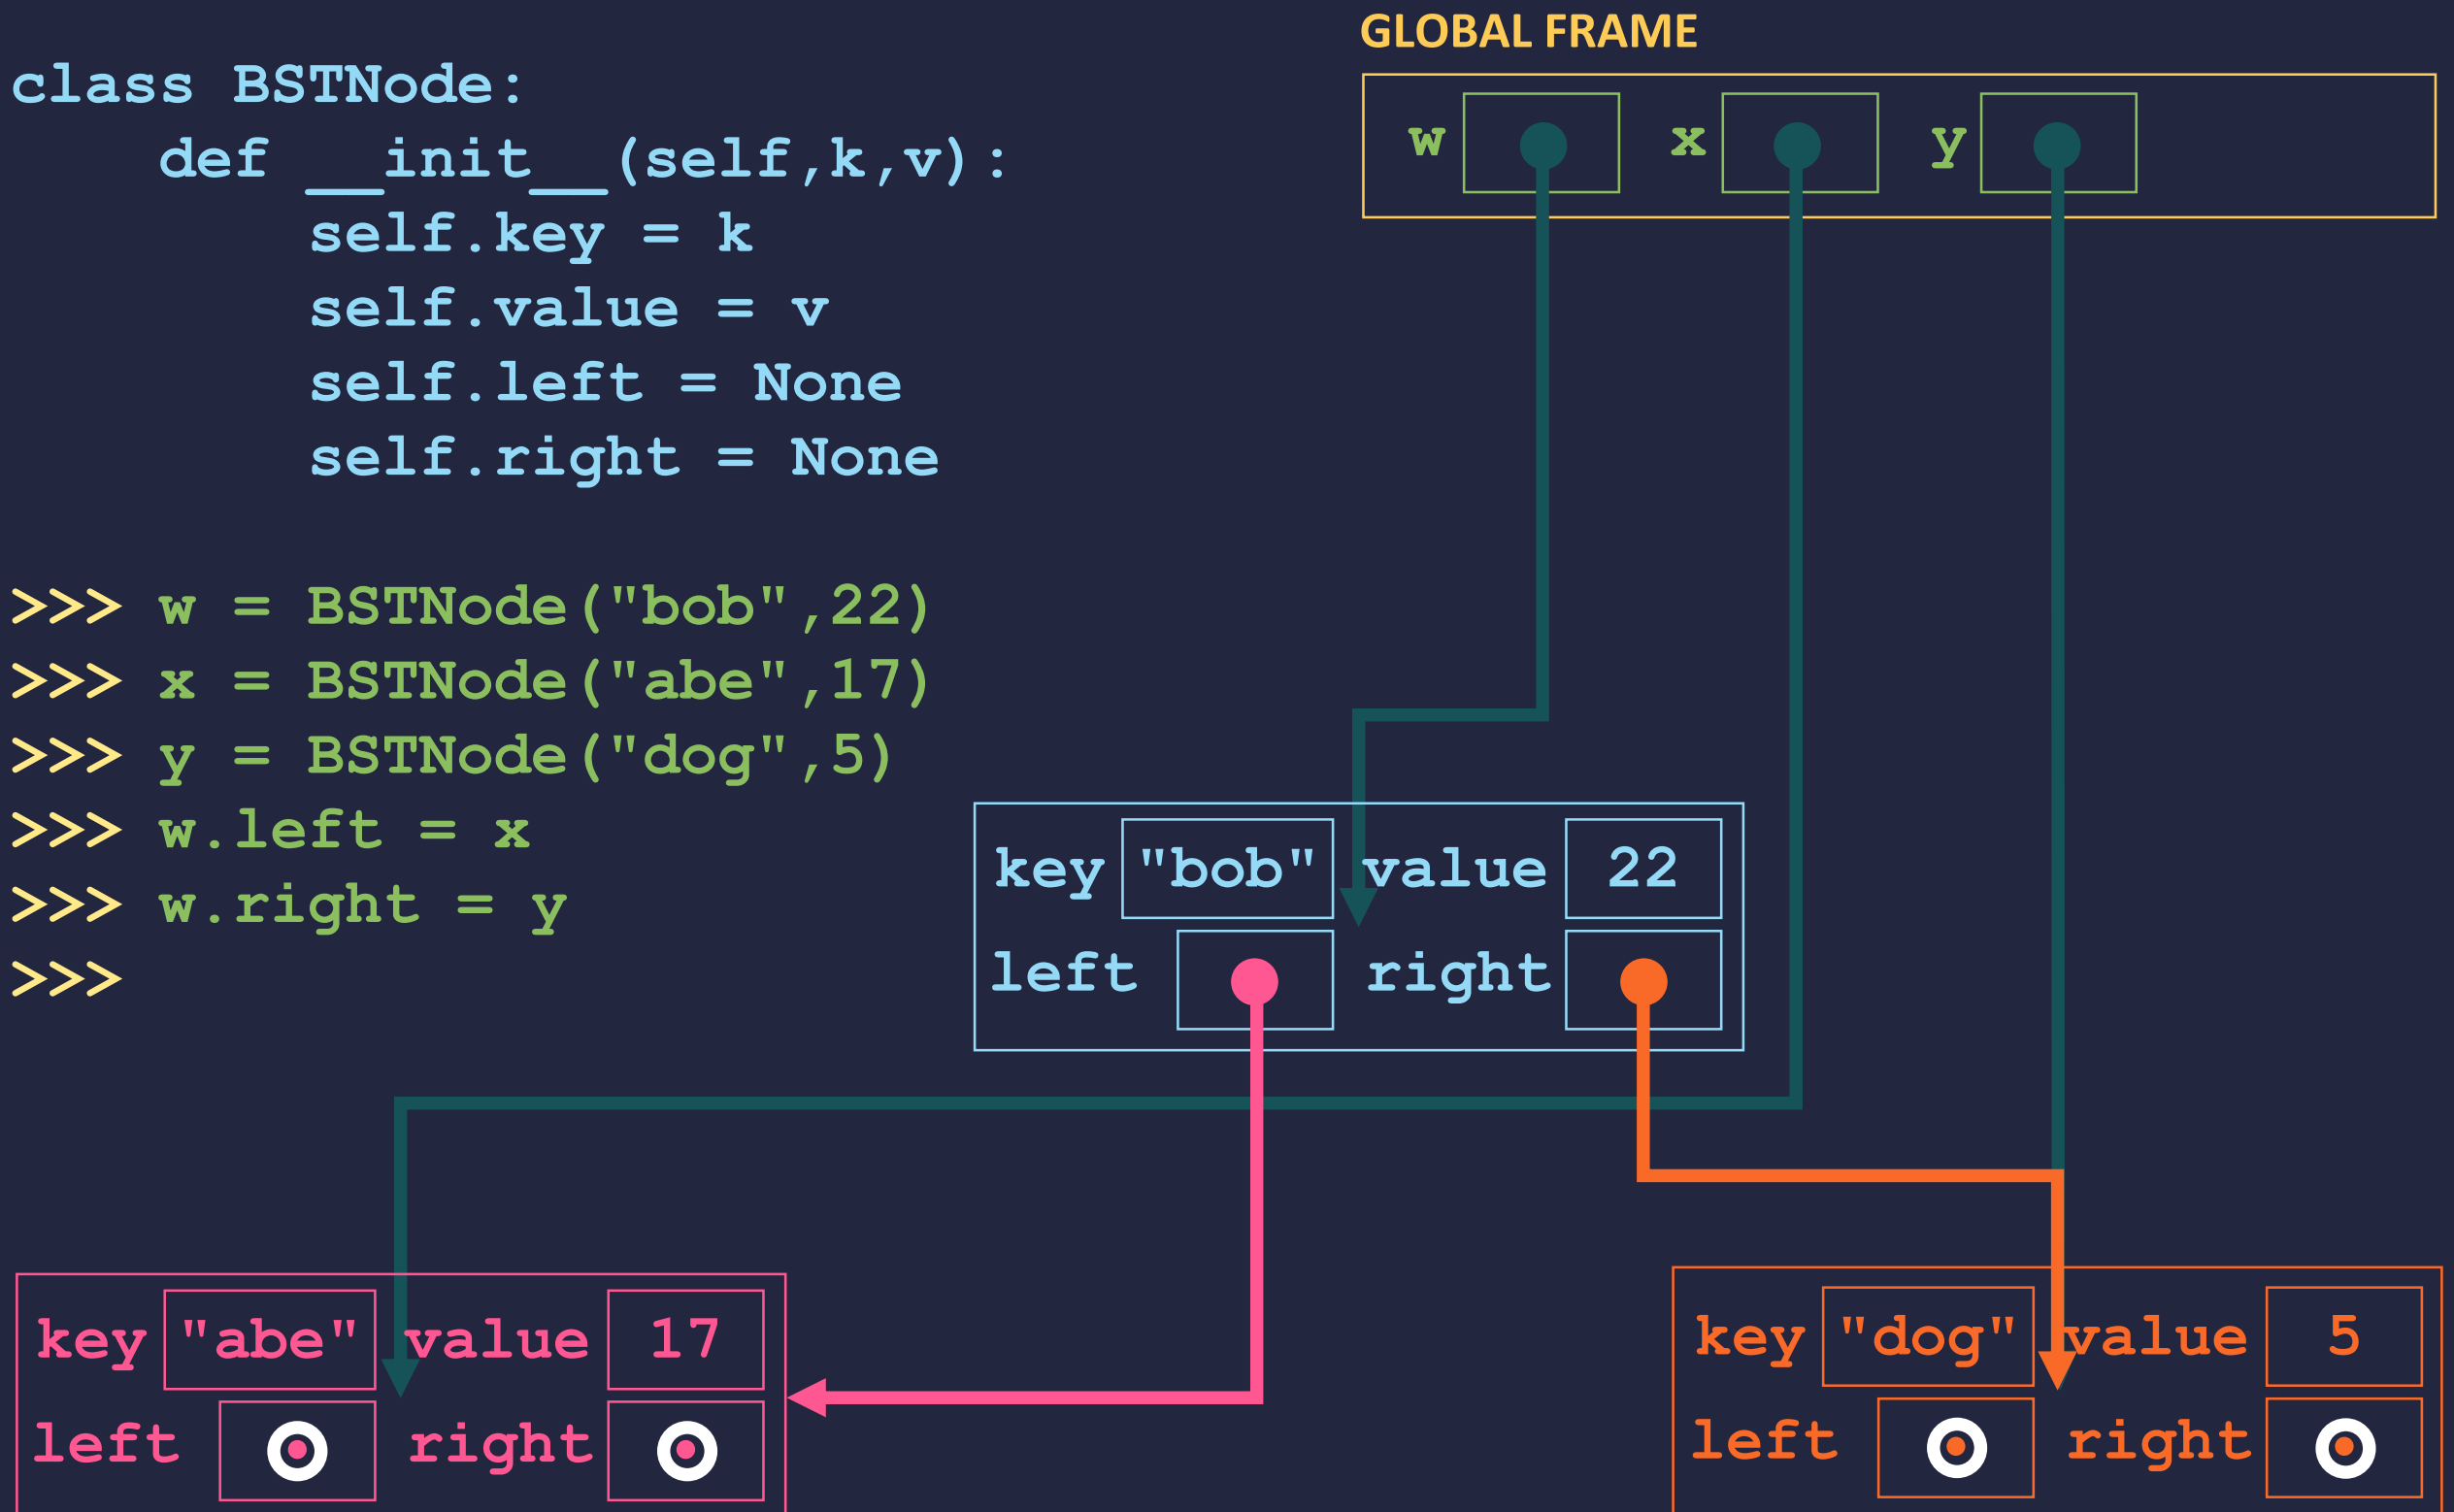 GLOBAL FRAME
class BSTNode:
def __init__(self,k,v):
self.key = k
self.value = v
self.left = None
self.right = None
w x y
>>> w = BSTNode("bob",22)
>>> x = BSTNode("abe",17)
>>> y = BSTNode("dog",5)
>>> w.left = x
>>> w.right = y
>>>
key "bob" value 22
left right
key "abe" value 17
left right
key "dog" value 5
left right